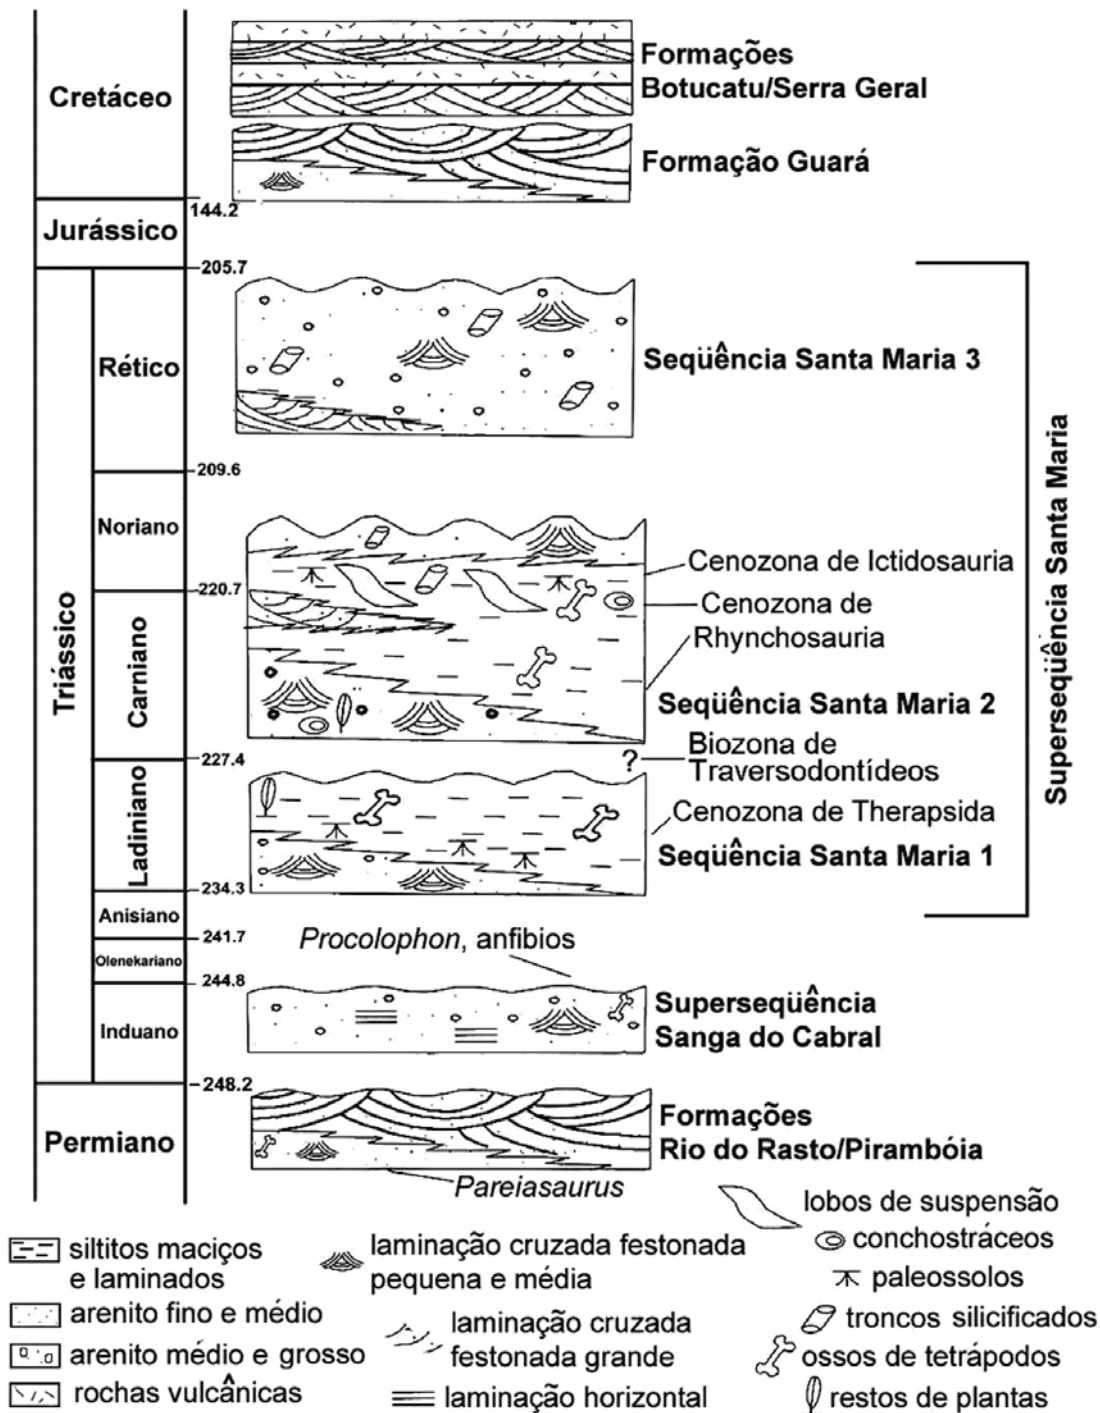 Cretáceo
Formações
Botucatu/Serra Geral
Formação Guará
144.2
Jurássico
205.7
Rético
Seqüência Santa Maria 3
209.6
Noriano
Cenozona de Ictidosauria
220.7
Cenozona de
Rhynchosauria
Triássico
Carniano
Seqüência Santa Maria 2
Superseqüência Santa Maria
227.4
?
Biozona de
Traversodontídeos
Ladiniano
Cenozona de Therapsida
Seqüência Santa Maria 1
234.3
Anisiano
241.7
Procolophon, anfibios
Olenekariano
244.8
Induano
Superseqüência
Sanga do Cabral
248.2
Permiano
Formações
Rio do Rasto/Pirambóia
Pareiasaurus
siltitos maciços
e laminados
arenito fino e médio
arenito médio e grosso
rochas vulcânicas
laminação cruzada festonada
pequena e média
laminação cruzada
festonada grande
laminação horizontal
lobos de suspensão
conchostráceos
paleossolos
troncos silicificados
ossos de tetrápodos
restos de plantas